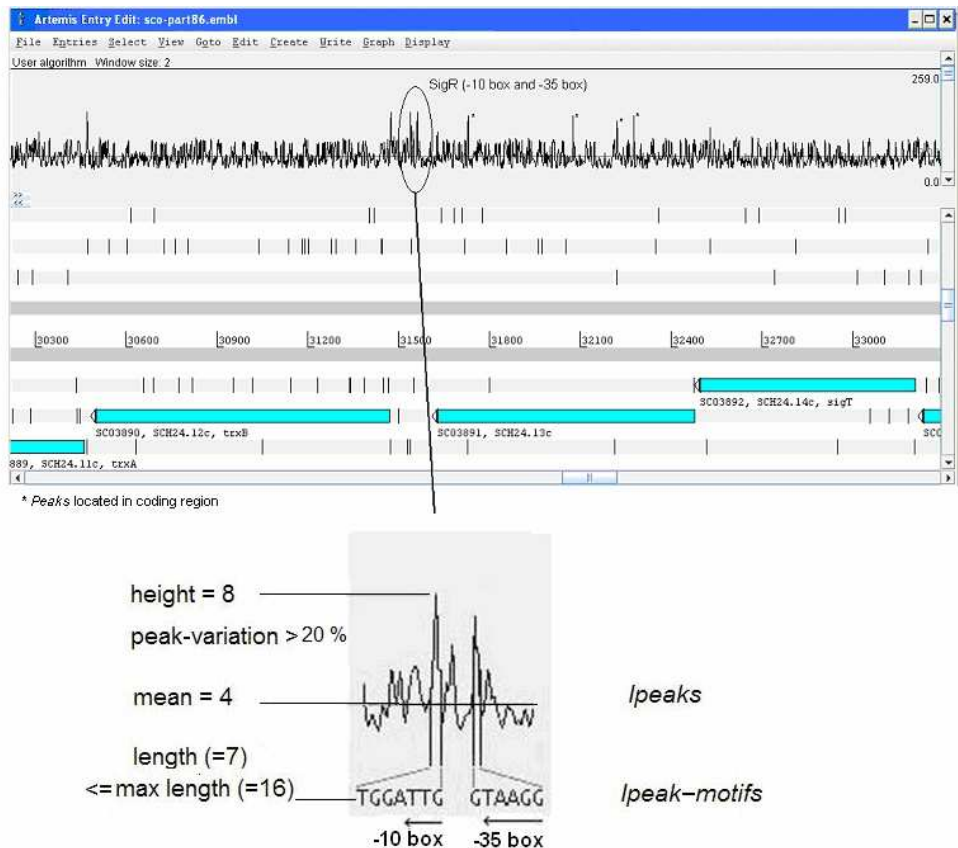 Artemis Entry Edit: sco-part86.embl
File Entries Select View Goto Edit Create Write Graph Display
User algorithm Window size: 2
SigR (-10 box and -35 box)
259.0
0.0
>>
<<
30300 30600 30900 31200 31500 31800 32100 32400 32700 33000
SCO3892, SCH24.14c, sigT
SCO3890, SCH24.12c, trxB
SCO3891, SCH24.13c
SCO
889, SCH24.11c, trxA
* Peaks located in coding region
height = 8
peak-variation > 20 %
mean = 4
lpeaks
length (=7)
<=max length (=16)
TGGATTG GTAAGG
lpeak–motifs
-10 box -35 box